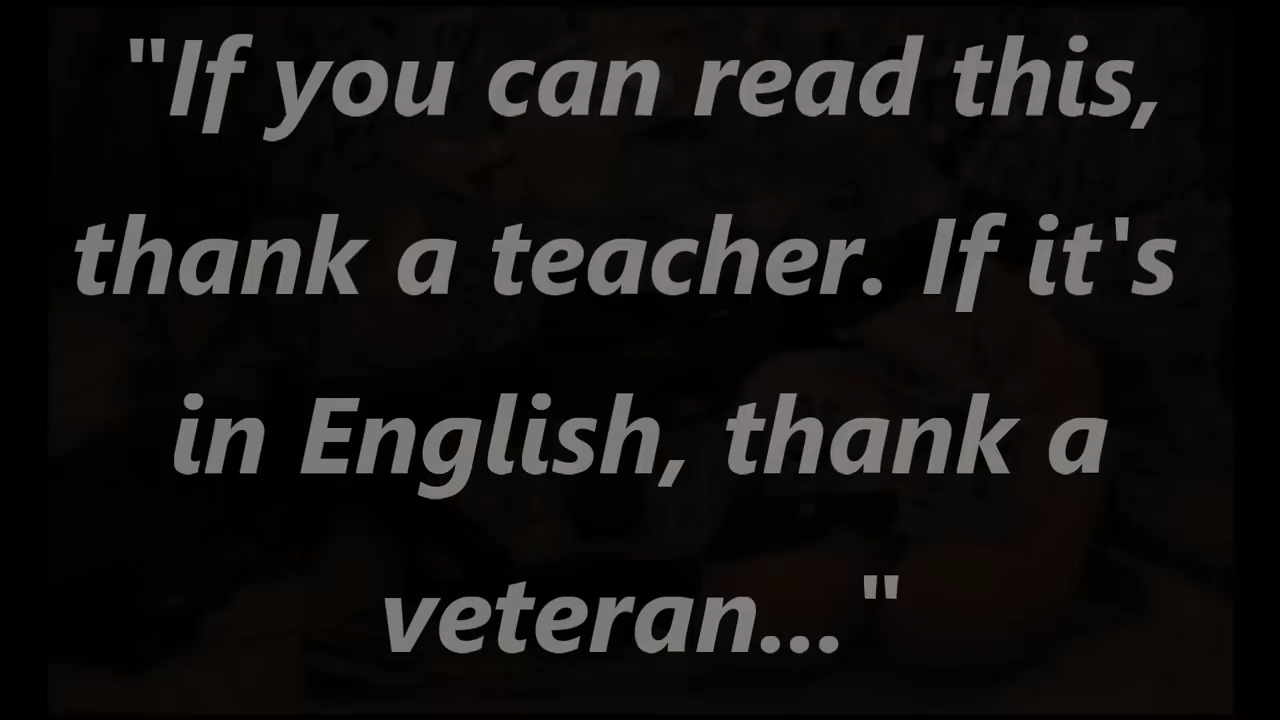 "If you can read this,
thank a teacher. If it's
in English, thank a
veteran... "